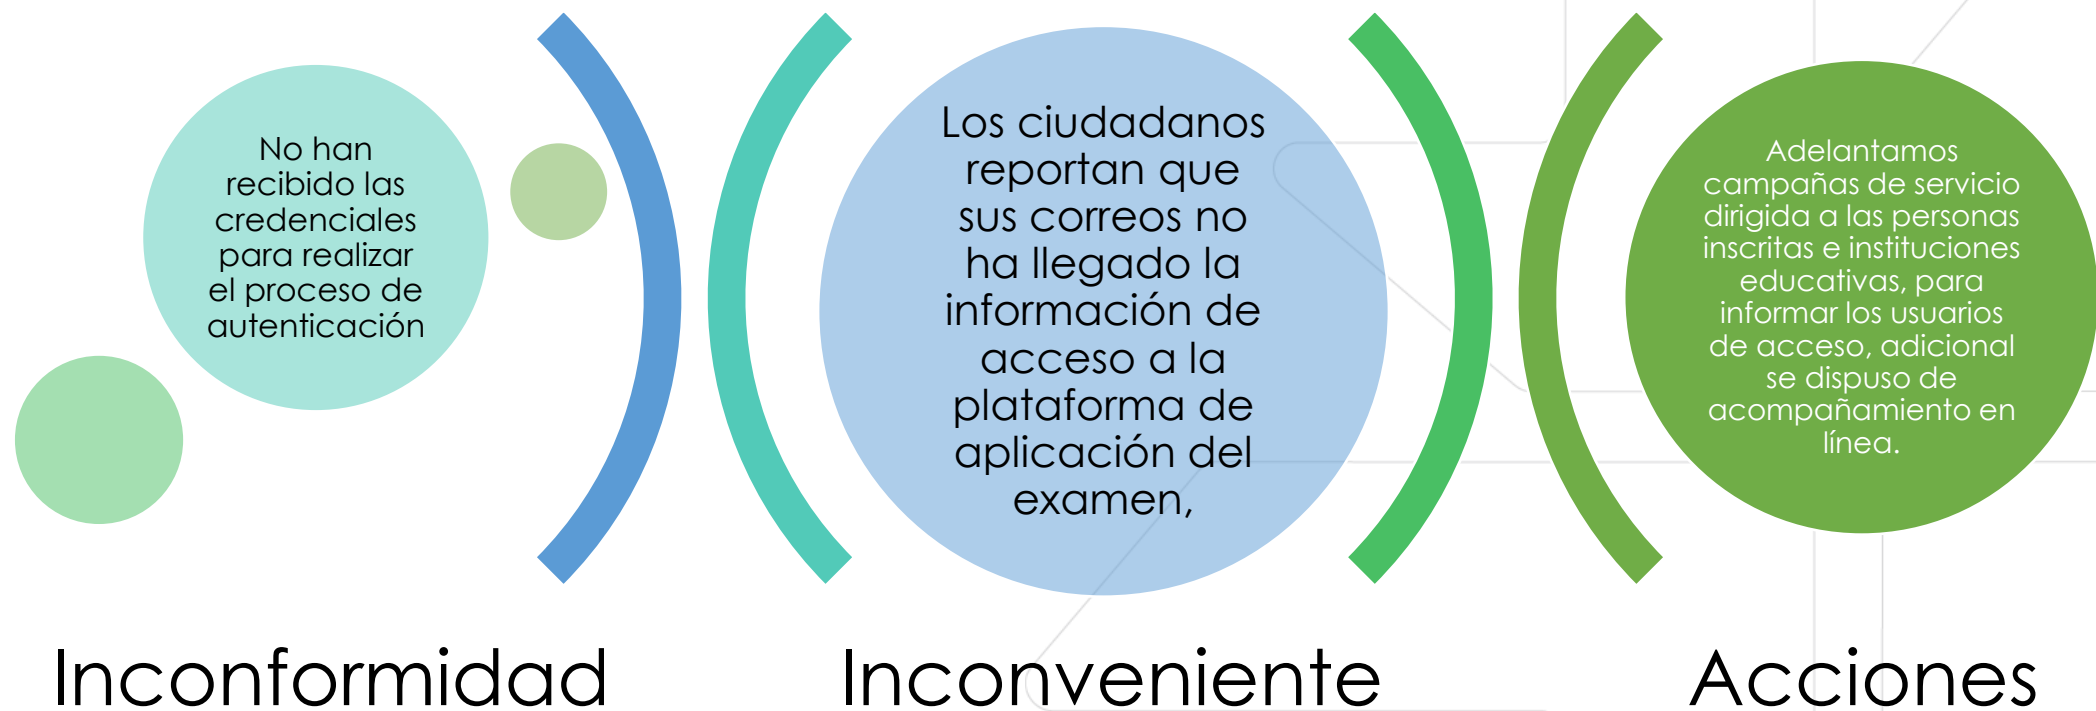 No han
recibido las
credenciales
para realizar
el proceso de
autenticación
Inconformidad
Los ciudadanos
reportan que
sus correos no
ha llegado la
información de
acceso a la
plataforma de
aplicación del
examen,
Inconveniente
Adelantamos
campañas de servicio
dirigida a las personas
inscritas e instituciones
educativas, para
informar los usuarios
de acceso, adicional
se dispuso de
acompañamiento en
línea.
Acciones